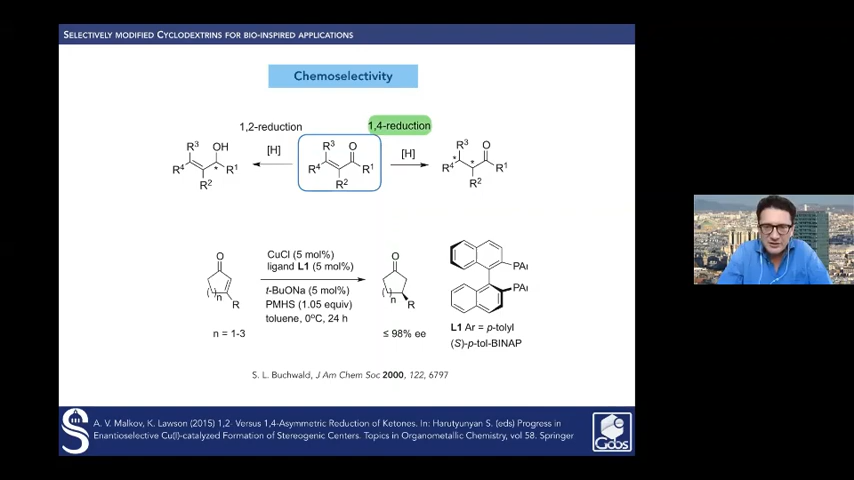 SELECTIVELY MODIFIED CYCLODEXTRINS FOR BIO-INSPIRED APPLICATIONS
Chemoselectivity
1,2-reduction
1,4-reduction
R³ OH
R⁴ * R¹
R²
[H]
R³ O
R⁴ R¹
R²
[H]
R³ O
R⁴ * * R¹
R²
O
( )n
R
n = 1-3
CuCl (5 mol%)
ligand L1 (5 mol%)
t-BuONa (5 mol%)
PMHS (1.05 equiv)
toluene, 0ºC, 24 h
O
( )n
R
≤ 98% ee
PAr
PAr
L1 Ar = p-tolyl
(S)-p-tol-BINAP
S. L. Buchwald, J Am Chem Soc 2000, 122, 6797
S
A. V. Malkov, K. Lawson (2015) 1,2- Versus 1,4-Asymmetric Reduction of Ketones. In: Harutyunyan S. (eds) Progress in
Enantioselective Cu(I)-catalyzed Formation of Stereogenic Centers. Topics in Organometallic Chemistry, vol 58. Springer